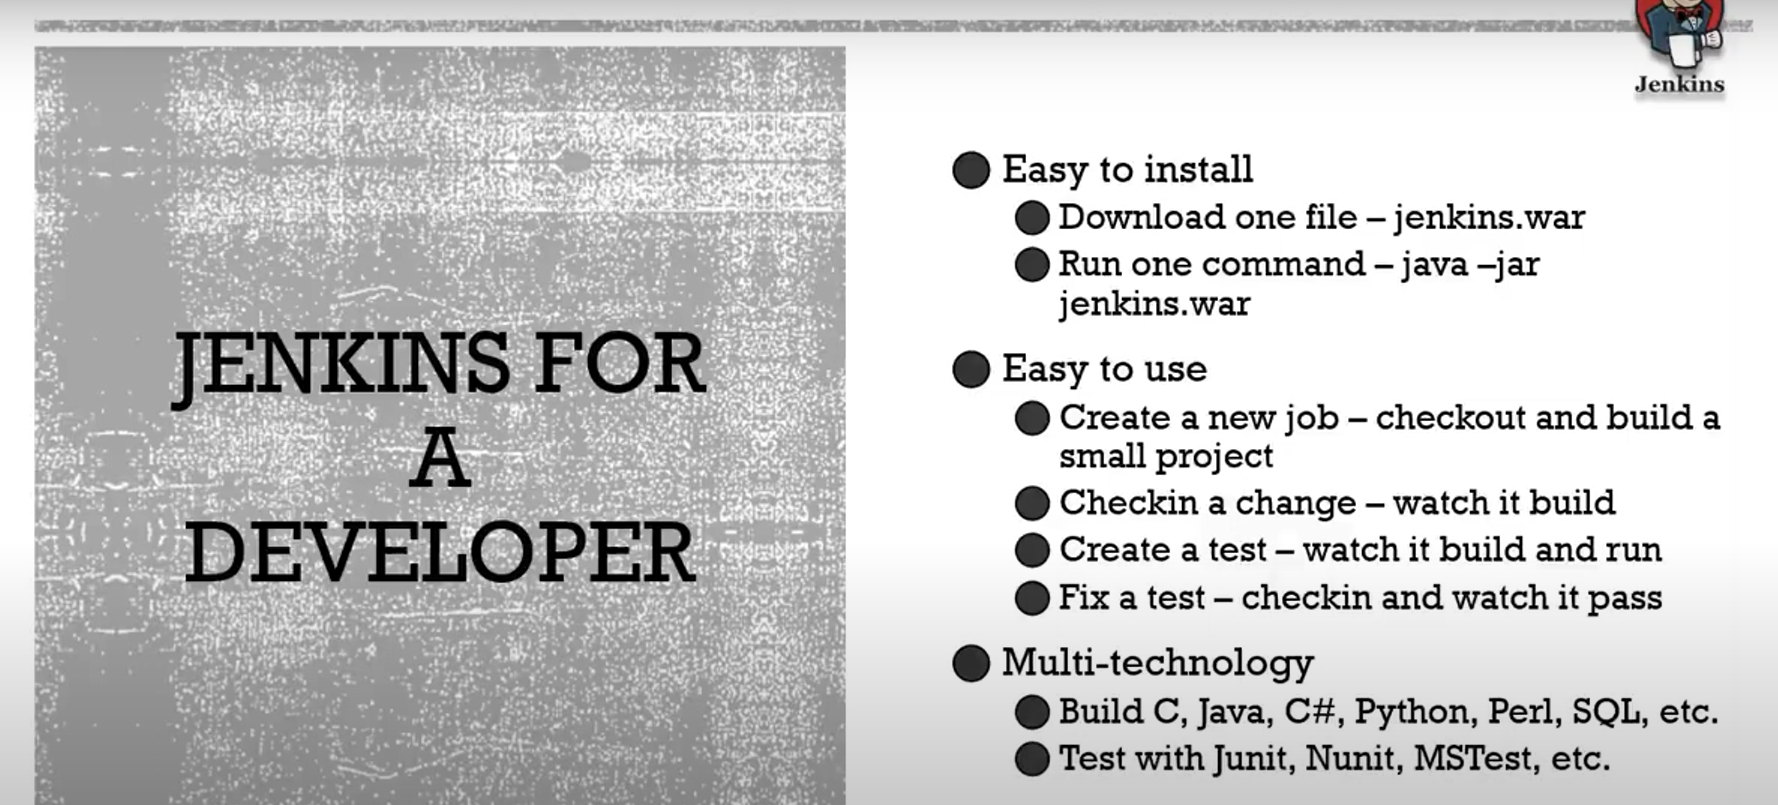 Jenkins
JENKINS FOR
A
DEVELOPER
Easy to install
Download one file – jenkins.war
Run one command – java –jar
jenkins.war
Easy to use
Create a new job – checkout and build a
small project
Checkin a change – watch it build
Create a test – watch it build and run
Fix a test – checkin and watch it pass
Multi-technology
Build C, Java, C#, Python, Perl, SQL, etc.
Test with Junit, Nunit, MSTest, etc.